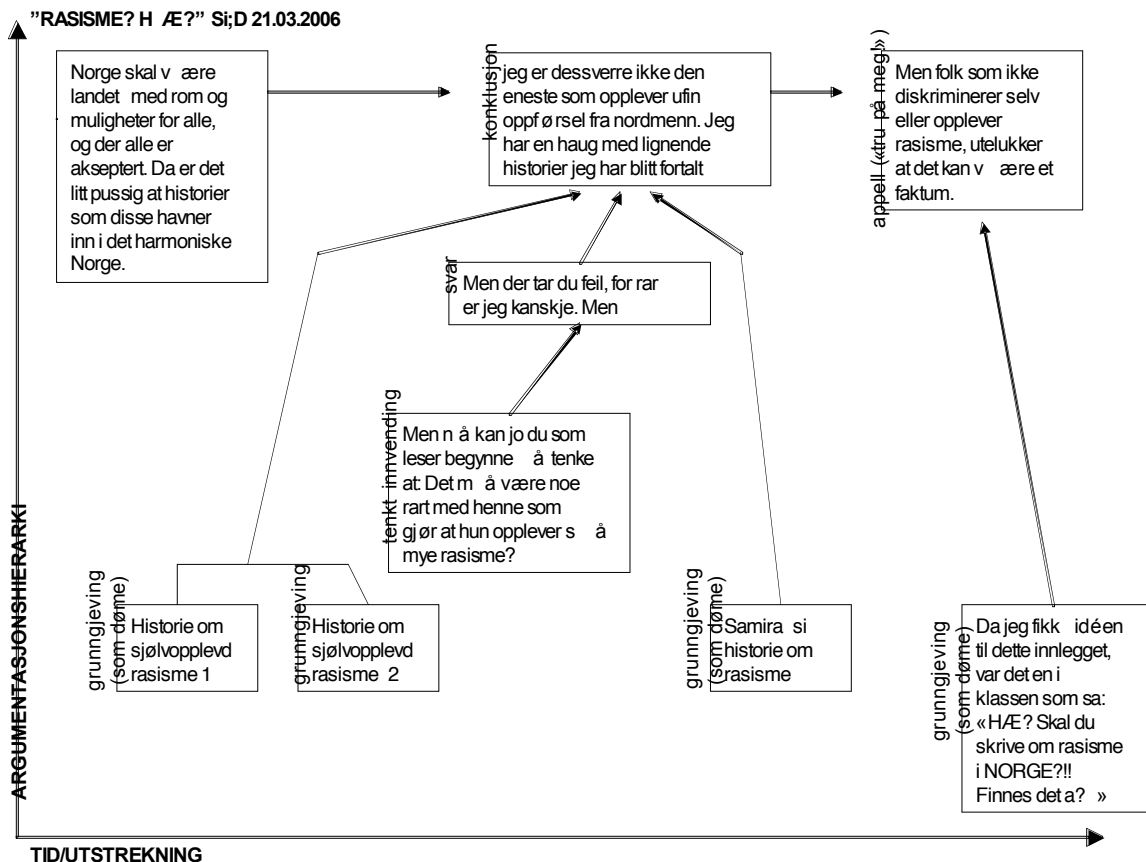 ”RASISME? H Æ?” Si;D 21.03.2006
Norge skal v ære
landet med rom og
muligheter for alle,
og der alle er
akseptert. Da er det
litt pussig at historier
som disse havner
inn i det harmoniske
Norge.
konklusjon
jeg er dessverre ikke den
eneste som opplever ufin
oppf ørsel fra nordmenn. Jeg
har en haug med lignende
historier jeg har blitt fortalt
appell («tru på meg!»)
Men folk som ikke
diskriminerer selv
eller opplever
rasisme, utelukker
at det kan v ære et
faktum.
svar
Men der tar du feil, for rar
er jeg kanskje. Men
tenkt innvending
Men n å kan jo du som
leser begynne å tenke
at: Det m å være noe
rart med henne som
gjør at hun opplever s å
mye rasisme?
grunngjeving
(som døme)
Historie om
sjølvopplevd
rasisme 1
grunngjeving
(som døme)
Historie om
sjølvopplevd
rasisme 2
grunngjeving
(som døme)
Samira si
historie om
rasisme
grunngjeving
(som døme)
Da jeg fikk idéen
til dette innlegget,
var det en i
klassen som sa:
«HÆ? Skal du
skrive om rasisme
i NORGE?!!
Finnes det a? »
ARGUMENTASJONSHIERARKI
TID/UTSTREKNING